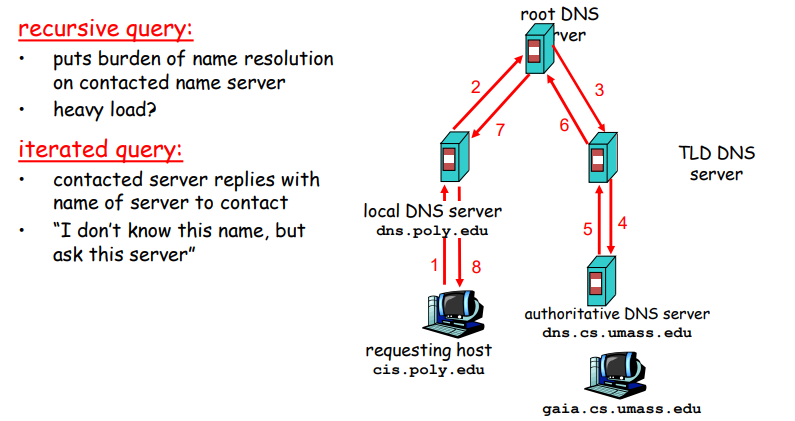 recursive query:
• puts burden of name resolution
on contacted name server
• heavy load?
iterated query:
• contacted server replies with
name of server to contact
• “I don’t know this name, but
ask this server”
root DNS
rver
2
3
7
6
TLD DNS
server
local DNS server
dns.poly.edu
5
4
1
8
authoritative DNS server
dns.cs.umass.edu
requesting host
cis.poly.edu
gaia.cs.umass.edu